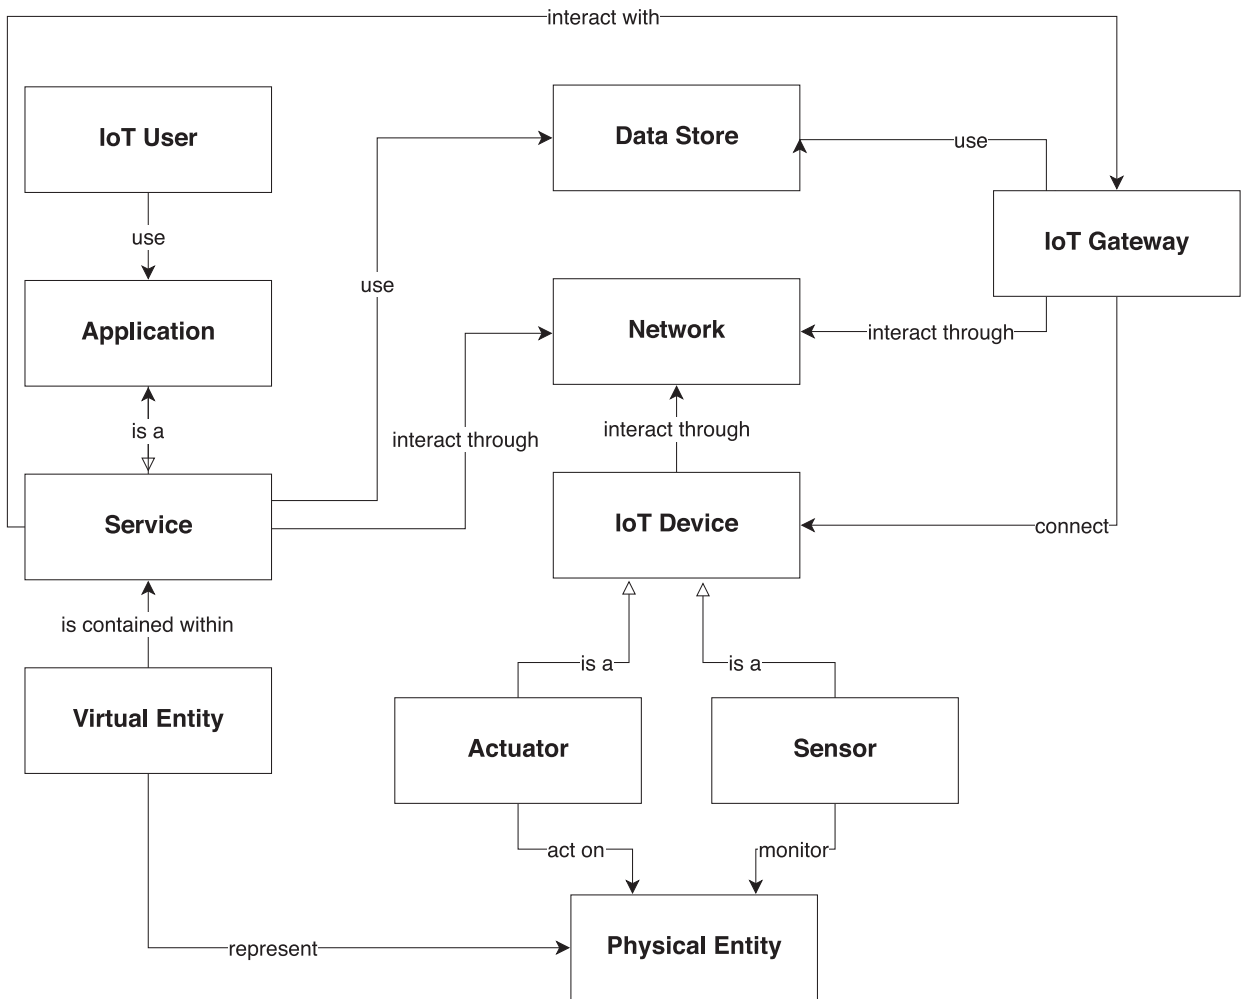 interact with
IoT User
Data Store
use
IoT Gateway
use
use
Application
Network
interact through
is a
interact through
interact through
Service
IoT Device
connect
is contained within
is a
is a
Virtual Entity
Actuator
Sensor
act on
monitor
represent
Physical Entity